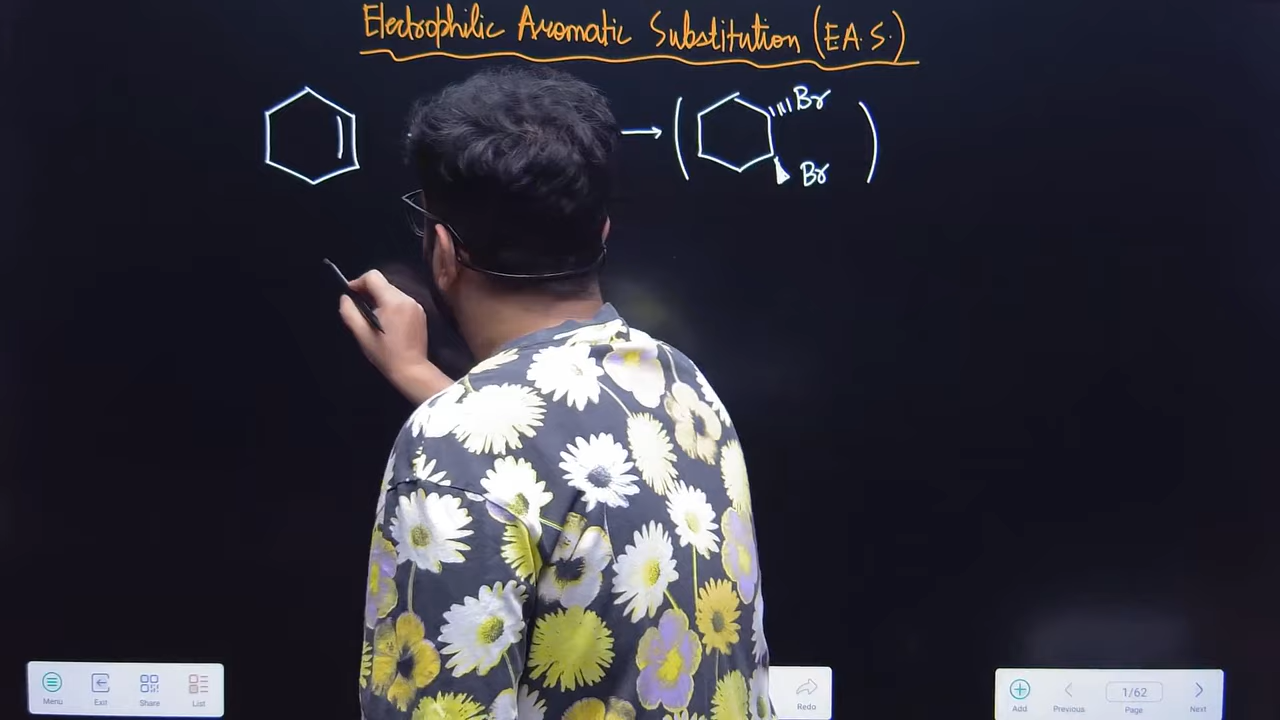 Electrophilic Aromatic Substitution (E.A.S.)
Br
Br
Menu
Exit
Share
List
Redo
Add
Previous
1/62
Page
Next